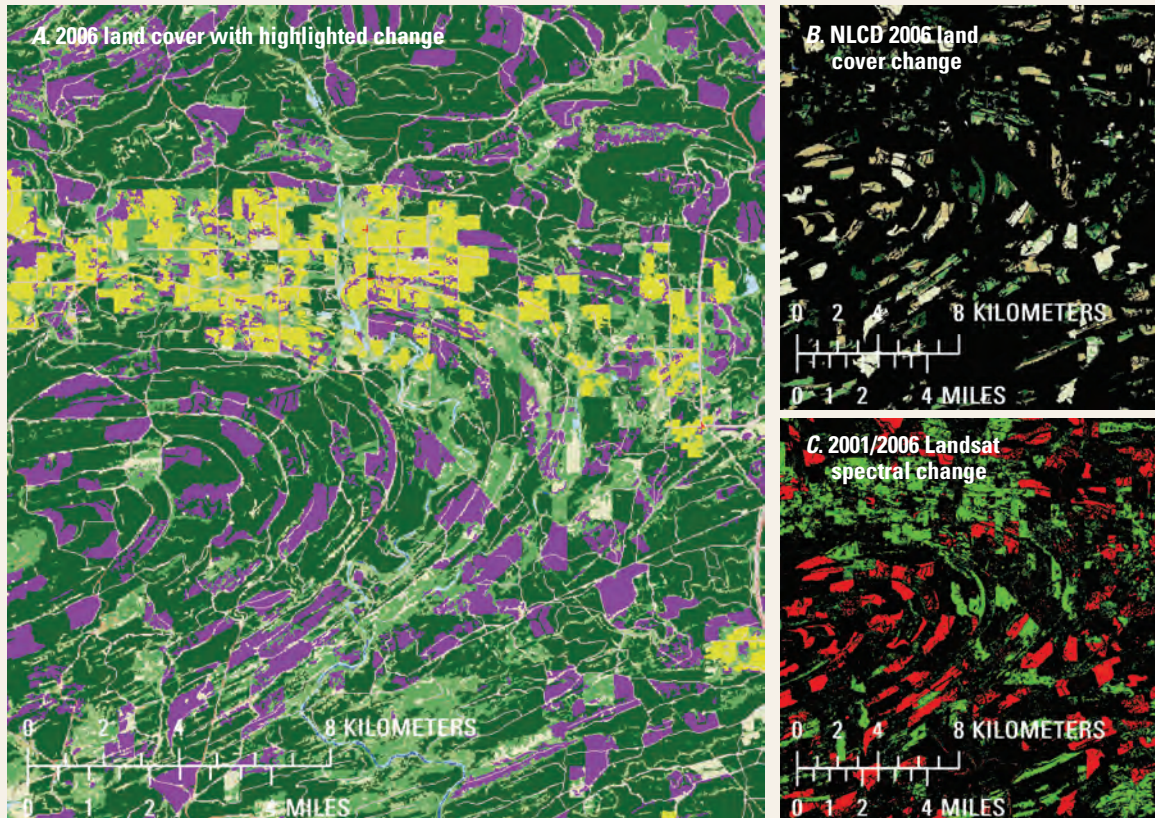 A. 2006 land cover with highlighted change
0 2 4 8 KILOMETERS
0 1 2 4 MILES
B. NLCD 2006 land
cover change
0 2 4 8 KILOMETERS
0 1 2 4 MILES
C. 2001/2006 Landsat
spectral change
0 2 4 8 KILOMETERS
0 1 2 4 MILES